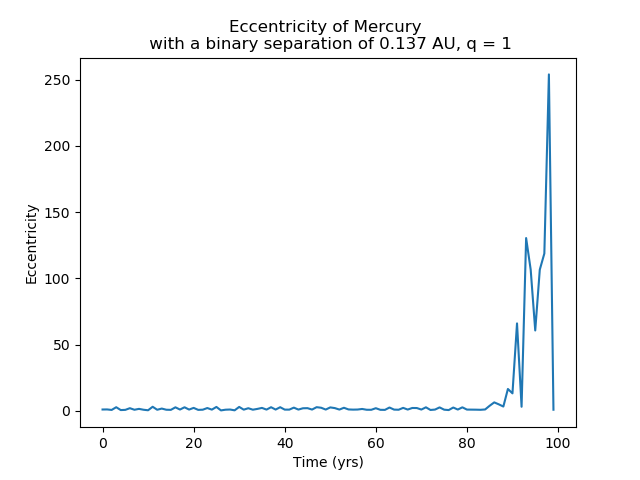 Eccentricity of Mercury
with a binary separation of 0.137 AU, q = 1
Eccentricity
250
200
150
100
50
0
0 20 40 60 80 100
Time (yrs)